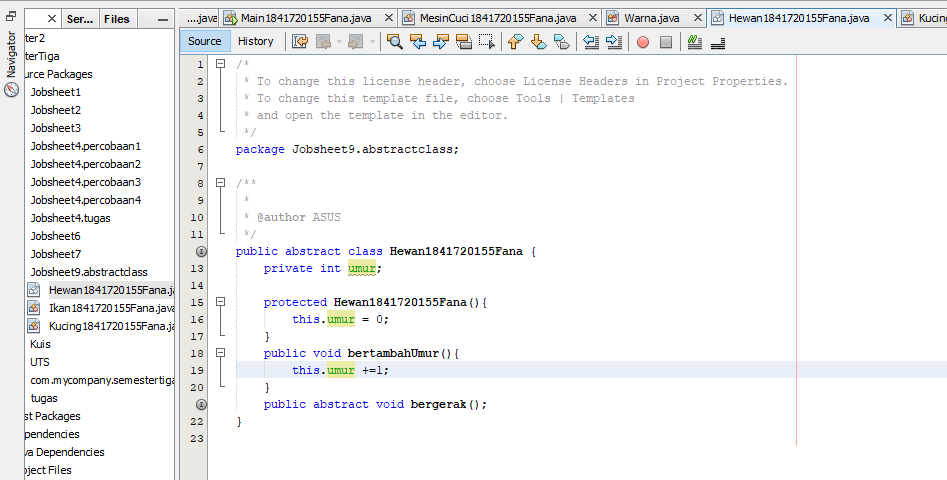 Ser...
Files
....java
Main1841720155Fana.java
MesinCuci1841720155Fana.java
Warna.java
Hewan1841720155Fana.java
Kucing
Navigator
Source
History
ter2
terTiga
urce Packages
Jobsheet1
Jobsheet2
Jobsheet3
Jobsheet4.percobaan1
Jobsheet4.percobaan2
Jobsheet4.percobaan3
Jobsheet4.percobaan4
Jobsheet4.tugas
Jobsheet6
Jobsheet7
Jobsheet9.abstractclass
Hewan1841720155Fana.j
Ikan1841720155Fana.java
Kucing1841720155Fana.ja
Kuis
UTS
com.mycompany.semestertiga
tugas
st Packages
pendencies
va Dependencies
ject Files
1 /*
2 * To change this license header, choose License Headers in Project Properties.
3 * To change this template file, choose Tools | Templates
4 * and open the template in the editor.
5 */
6 package Jobsheet9.abstractclass;
7
8 /**
9 *
10 * @author ASUS
11 */
public abstract class Hewan1841720155Fana {
13 private int umur;
14
15 protected Hewan1841720155Fana(){
16 this.umur = 0;
17 }
18 public void bertambahUmur(){
19 this.umur +=1;
20 }
public abstract void bergerak();
22 }
23